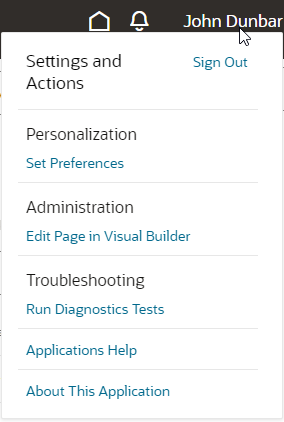 John Dunbar
Settings and
Actions
Sign Out
Personalization
Set Preferences
Administration
Edit Page in Visual Builder
Troubleshooting
Run Diagnostics Tests
Applications Help
About This Application